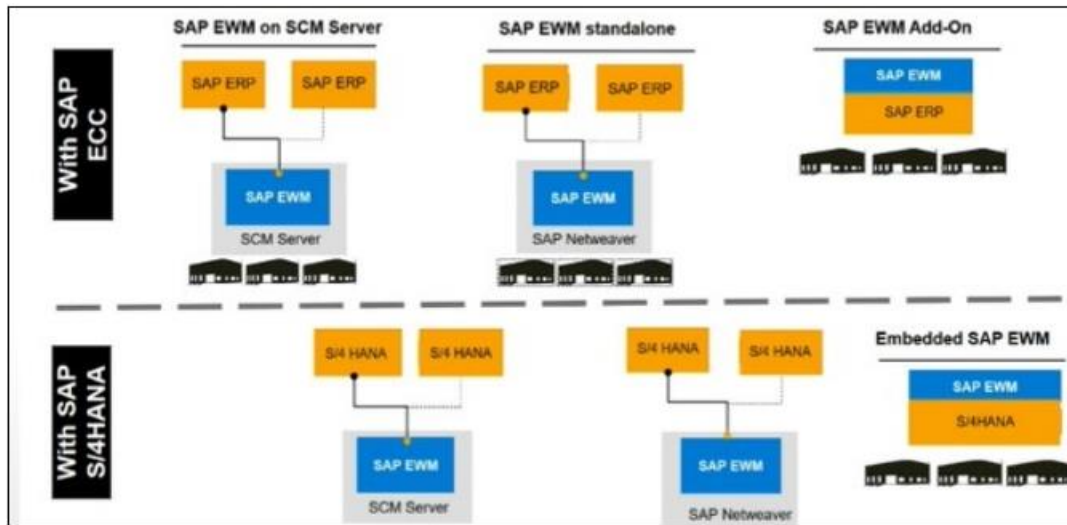 SAP EWM on SCM Server
SAP EWM standalone
SAP EWM Add-On
With SAP
ECC
SAP ERP
SAP ERP
SAP EWM
SCM Server
SAP ERP
SAP ERP
SAP EWM
SAP Netweaver
SAP EWM
SAP ERP
With SAP
S/4HANA
S/4 HANA
S/4 HANA
SAP EWM
SCM Server
S/4 HANA
S/4 HANA
SAP EWM
SAP Netweaver
Embedded SAP EWM
SAP EWM
S/4HANA